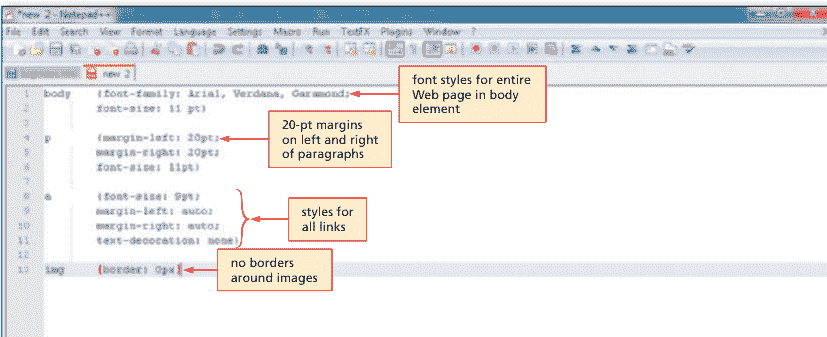 *new 2 - Notepad++
File Edit Search View Format Language Settings Macro Run TextFX Plugins Window ?
new 2
1 body {font-family: Arial, Verdana, Garamond;
2 font-size: 11 pt}
3
4 p {margin-left: 20pt;
5 margin-right: 20pt;
6 font-size: 11pt}
7
8 a {font-size: 9pt;
9 margin-left: auto;
10 margin-right: auto;
11 text-decoration: none}
12
13 img {border: 0px}
font styles for entire
Web page in body
element
20-pt margins
on left and right
of paragraphs
styles for
all links
no borders
around images